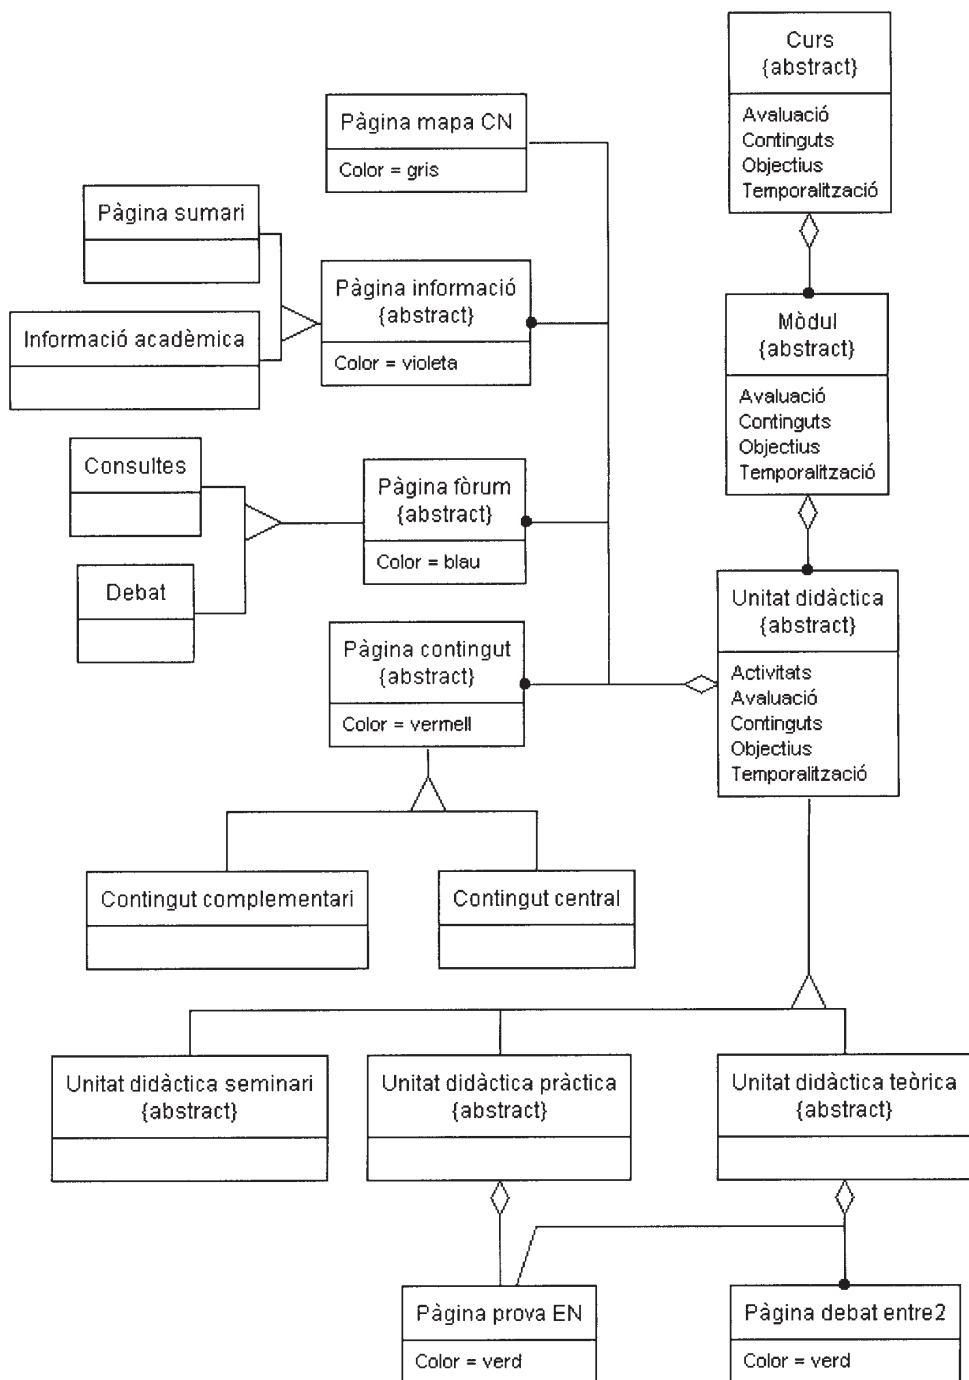 Curs
{abstract}
Avaluació
Continguts
Objectius
Temporalització
Pàgina mapa CN
Color = gris
Pàgina sumari
Pàgina informació
{abstract}
Color = violeta
Informació acadèmica
Mòdul
{abstract}
Avaluació
Continguts
Objectius
Temporalització
Consultes
Pàgina fòrum
{abstract}
Color = blau
Debat
Unitat didàctica
{abstract}
Activitats
Avaluació
Continguts
Objectius
Temporalització
Pàgina contingut
{abstract}
Color = vermell
Contingut complementari
Contingut central
Unitat didàctica seminari
{abstract}
Unitat didàctica pràctica
{abstract}
Unitat didàctica teòrica
{abstract}
Pàgina prova EN
Color = verd
Pàgina debat entre2
Color = verd